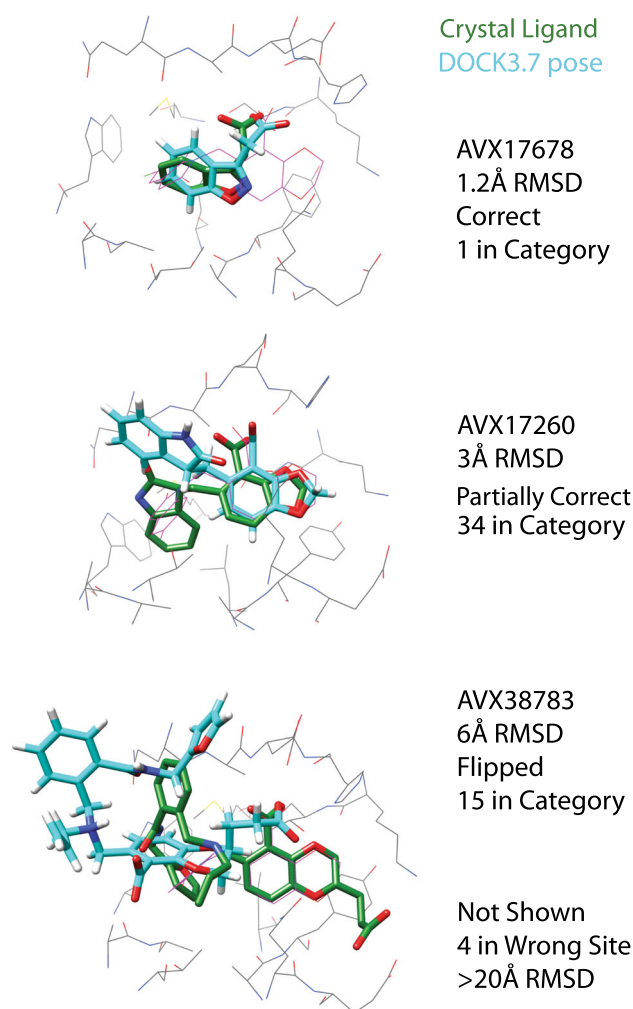 Crystal Ligand
DOCK3.7 pose
AVX17678
1.2Å RMSD
Correct
1 in Category
AVX17260
3Å RMSD
Partially Correct
34 in Category
AVX38783
6Å RMSD
Flipped
15 in Category
Not Shown
4 in Wrong Site
>20Å RMSD